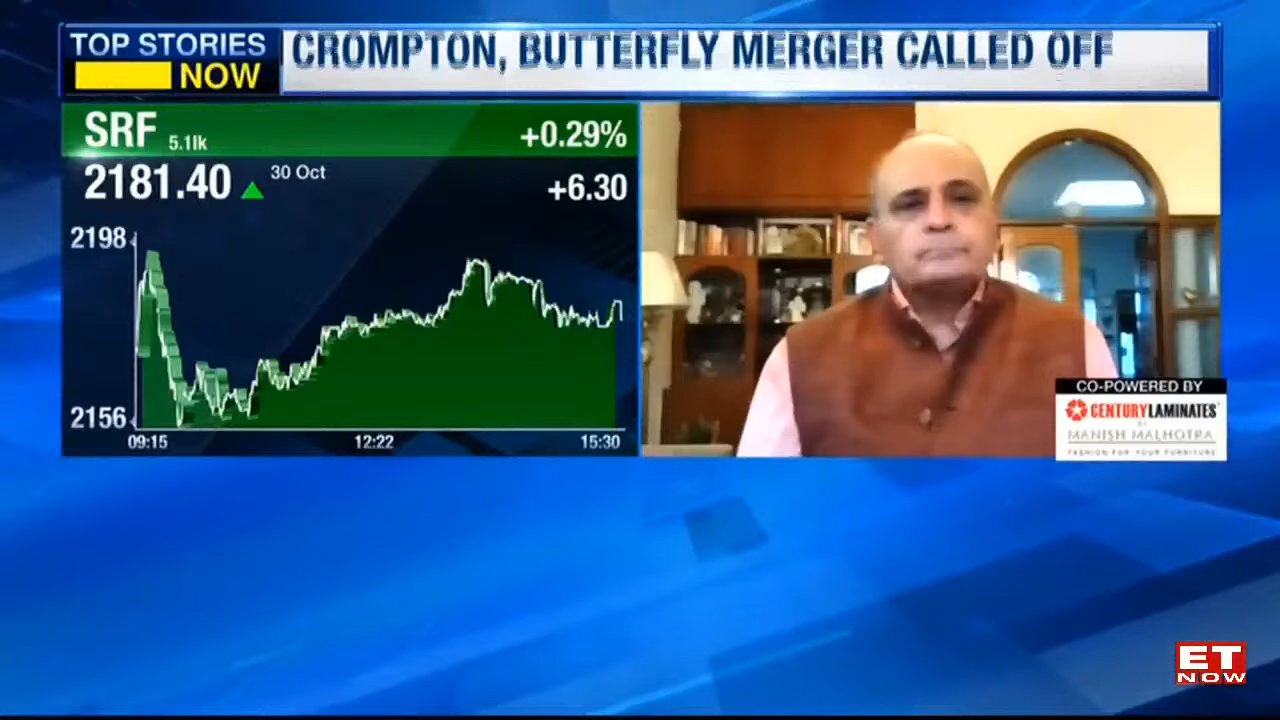 TOP STORIES
NOW
CROMPTON, BUTTERFLY MERGER CALLED OFF
SRF 5.1lk +0.29%
2181.40 30 Oct +6.30
2198
2156
09:15 12:22 15:30
CO-POWERED BY
CENTURYLAMINATES
BY
MANISH MALHOTRA
FASHION FOR YOUR FURNITURE
ET
NOW